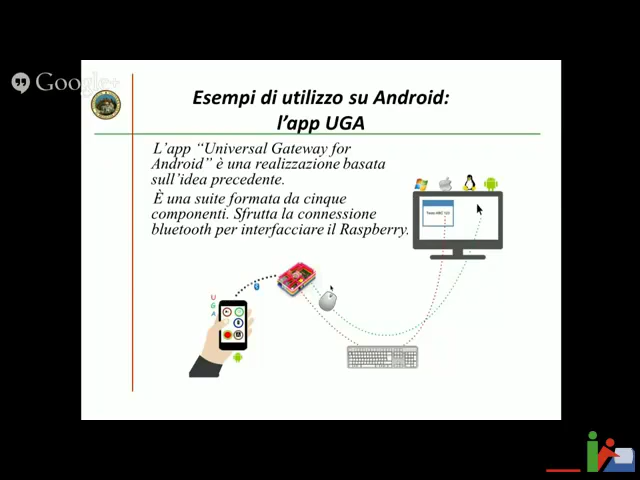 Google+
Esempi di utilizzo su Android:
l'app UGA
L'app “Universal Gateway for
Android” è una realizzazione basata
sull'idea precedente.
È una suite formata da cinque
componenti. Sfrutta la connessione
bluetooth per interfacciare il Raspberry.
U
G
A